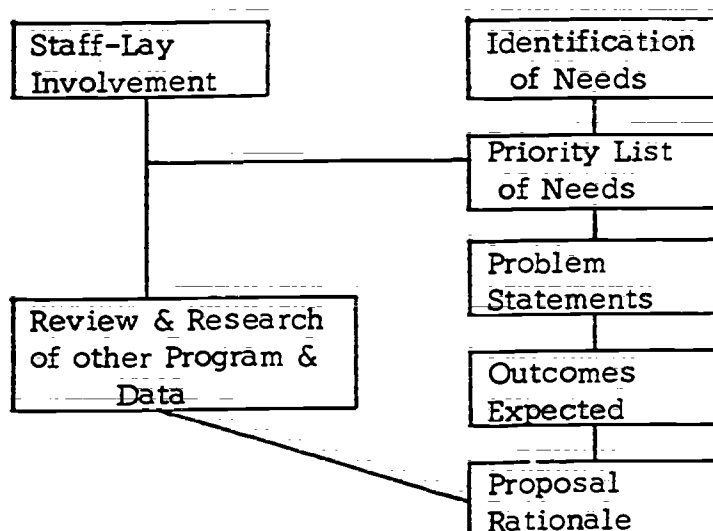 Staff-Lay
Involvement
Review & Research
of other Program &
Data
Identification
of Needs
Priority List
of Needs
Problem
Statements
Outcomes
Expected
Proposal
Rationale